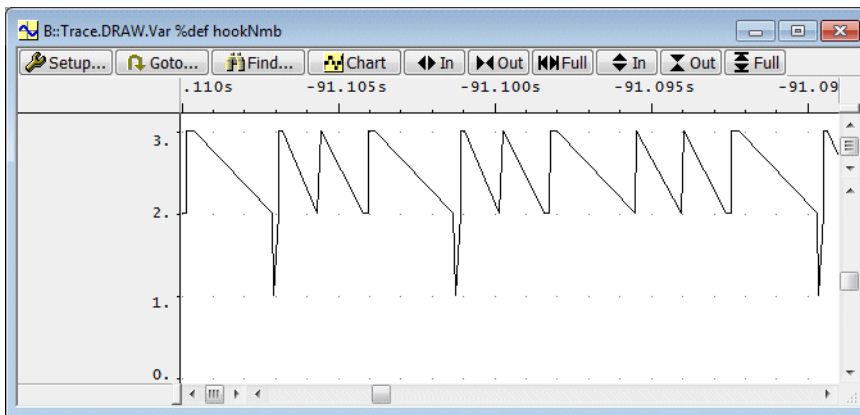 B::Trace.DRAW.Var %def hookNmb
Setup... Goto... Find... Chart In Out Full In Out Full
.110s -91.105s -91.100s -91.095s -91.09
3.
2.
1.
0.